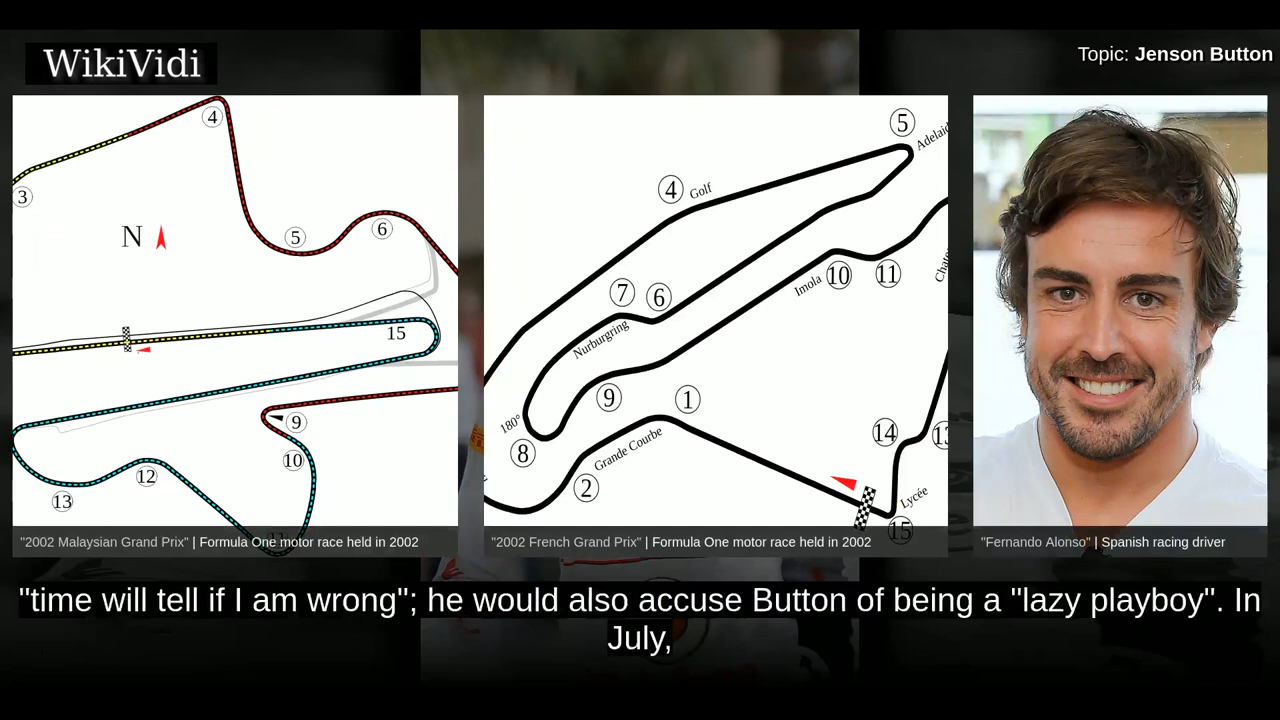 WikiVidi
Topic: Jenson Button
3
4
N
5
6
15
9
10
12
13
11
4
Golf
5
7
6
Nurburgring
Imola
10
11
180°
8
9
1
Grande Courbe
2
14
13
Lycée
15
"2002 Malaysian Grand Prix" | Formula One motor race held in 2002
"2002 French Grand Prix" | Formula One motor race held in 2002
"Fernando Alonso" | Spanish racing driver
"time will tell if I am wrong"; he would also accuse Button of being a "lazy playboy". In
July,